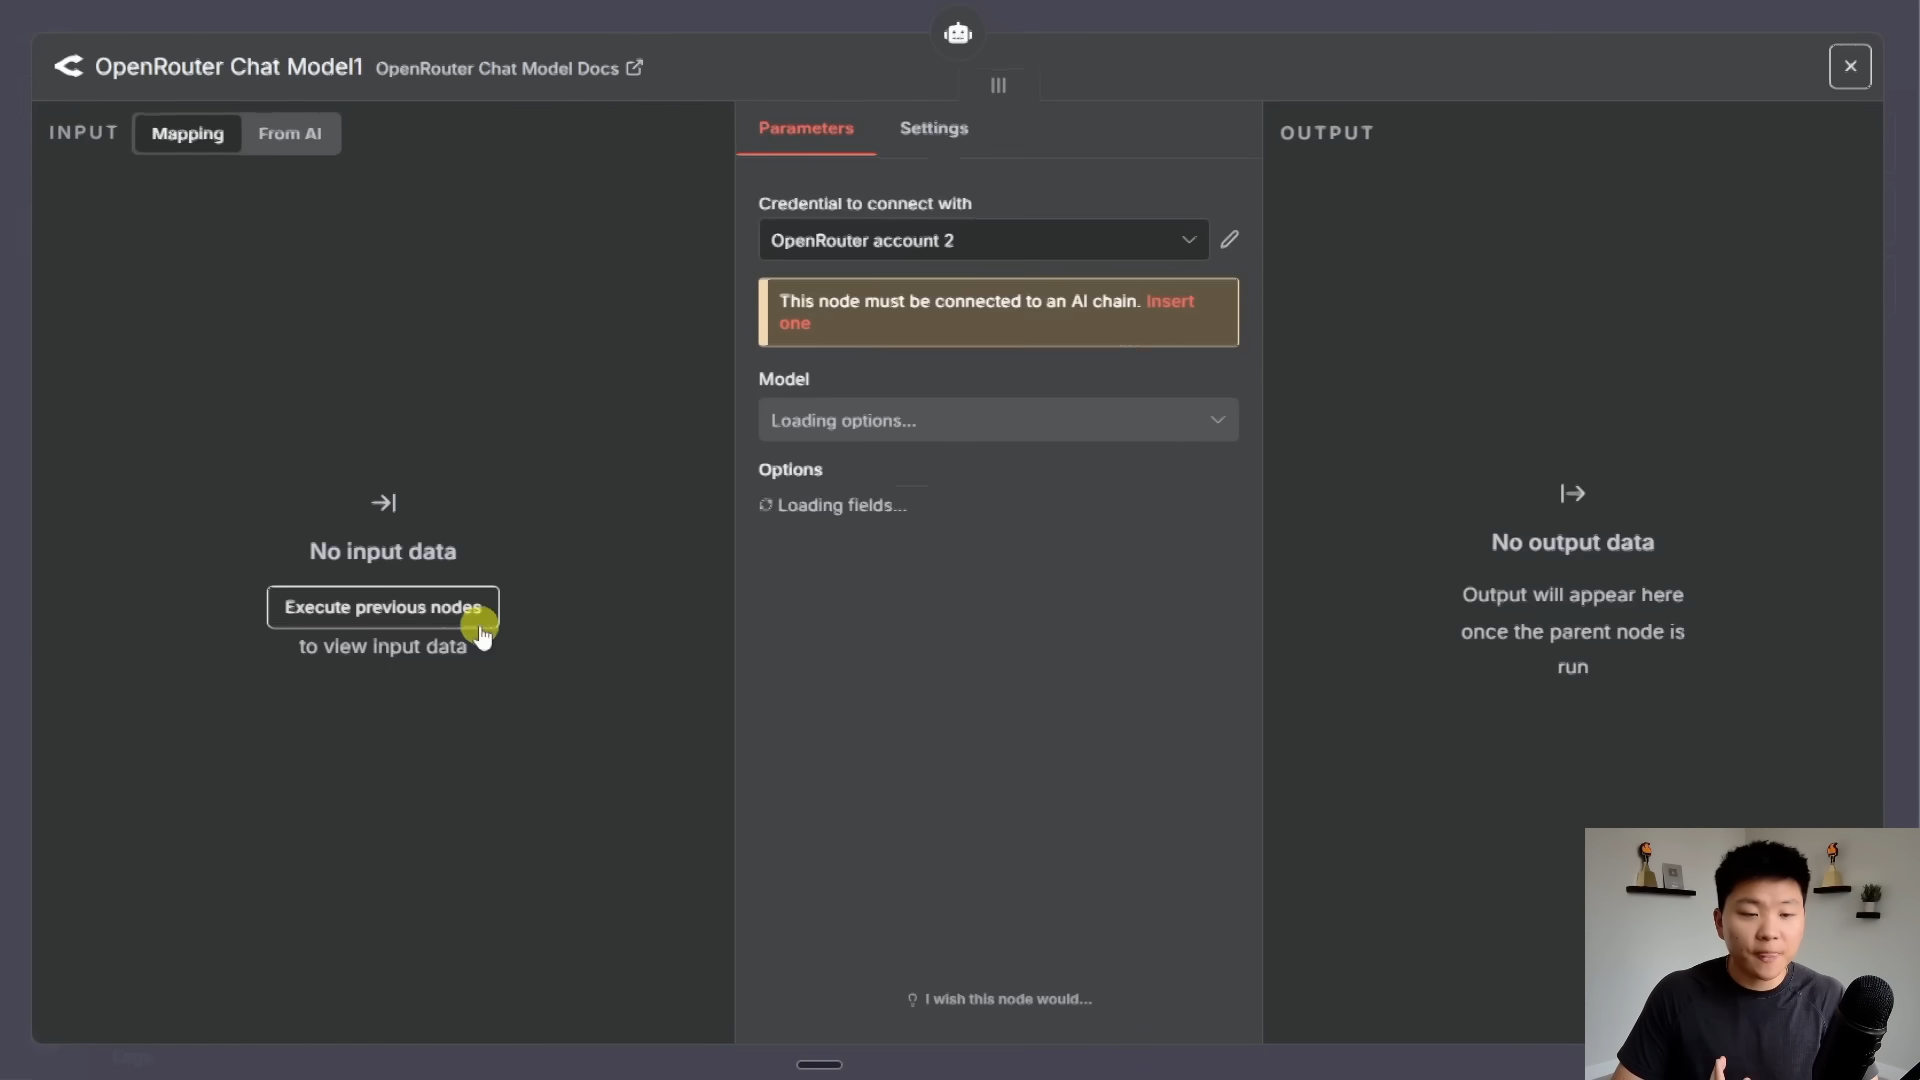 OpenRouter Chat Model1
OpenRouter Chat Model Docs
INPUT
Mapping
From AI
No input data
Execute previous nodes
to view input data
Parameters
Settings
Credential to connect with
OpenRouter account 2
This node must be connected to an AI chain. Insert
one
Model
Loading options...
Options
Loading fields...
I wish this node would...
OUTPUT
No output data
Output will appear here
once the parent node is
run